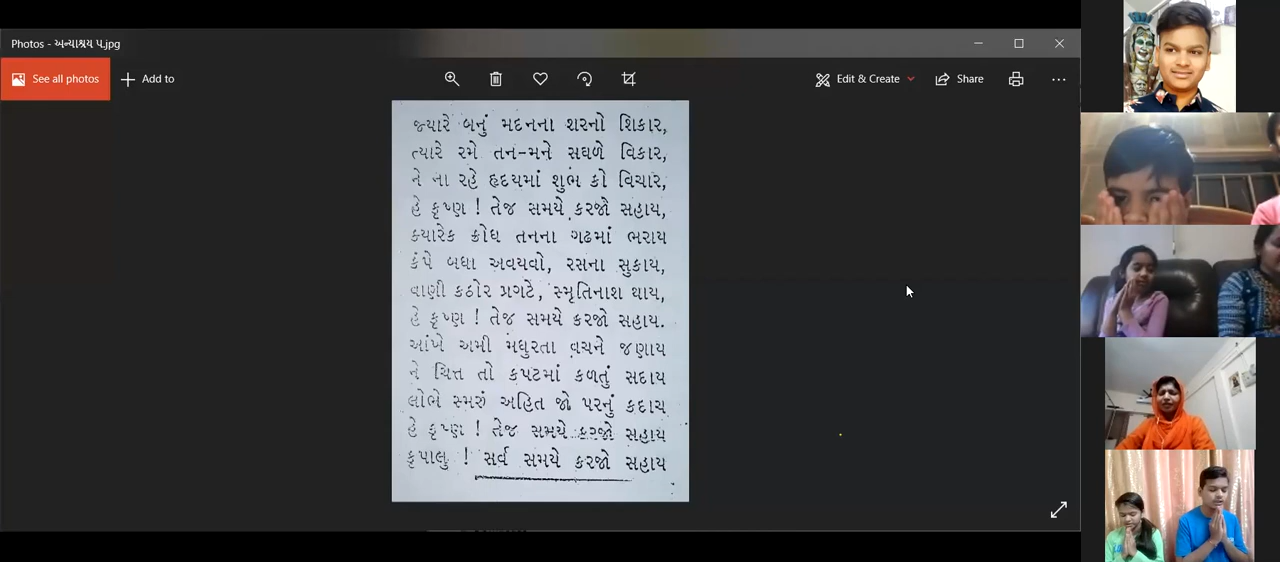 Photos - અન્યાશ્રય ૫.jpg
See all photos
Add to
Edit & Create
Share
જ્યારે બનું મદનના શરનો શિકાર,
ત્યારે રમે તન-મને સઘળે વિકાર,
ને ના રહે હૃદયમાં શુભ કો વિચાર,
હે કૃષ્ણ ! તેજ સમયે કરજો સહાય,
ક્યારેક ક્રોધ તનના ગઢમાં ભરાય
કંપે બધા અવયવો, રસના સુકાય,
વાણી કઠોર પ્રગટે, સ્મૃતિનાશ થાય,
હે કૃષ્ણ ! તેજ સમયે કરજો સહાય.
આંખે અમી મધુરતા વચને જણાય
ને ચિત્ત તો કપટમાં કળતું સદાય
લોભે સ્મરું અહિત જો પરનું કદાચ
હે કૃષ્ણ ! તેજ સમયે કરજો સહાય
કૃપાલુ ! સર્વ સમયે કરજો સહાય